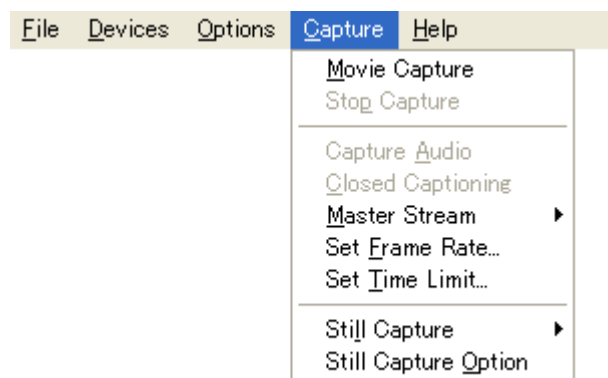 File Devices Options Capture Help
Movie Capture
Stop Capture
Capture Audio
Closed Captioning
Master Stream
Set Frame Rate...
Set Time Limit...
Still Capture
Still Capture Option